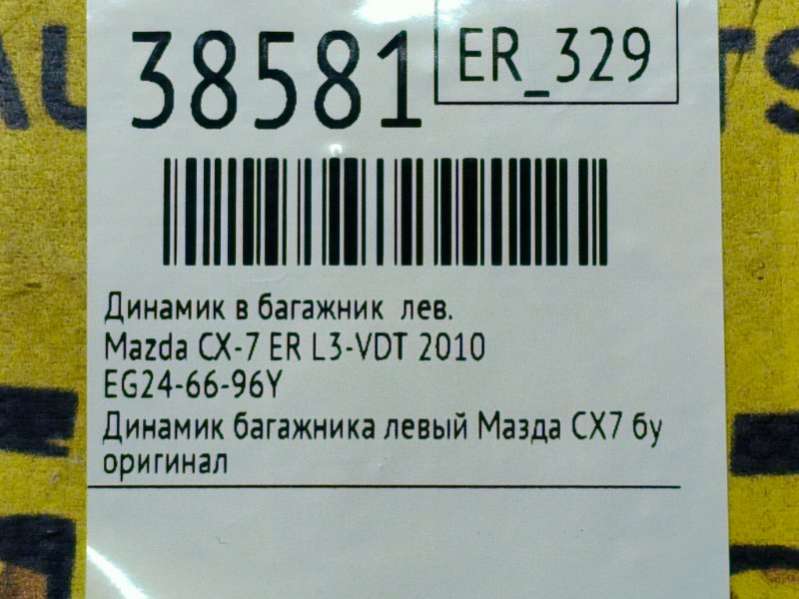 38581
ER_329
Динамик в багажник лев.
Mazda CX-7 ER L3-VDT 2010
EG24-66-96Y
Динамик багажника левый Мазда СХ7 бу
оригинал